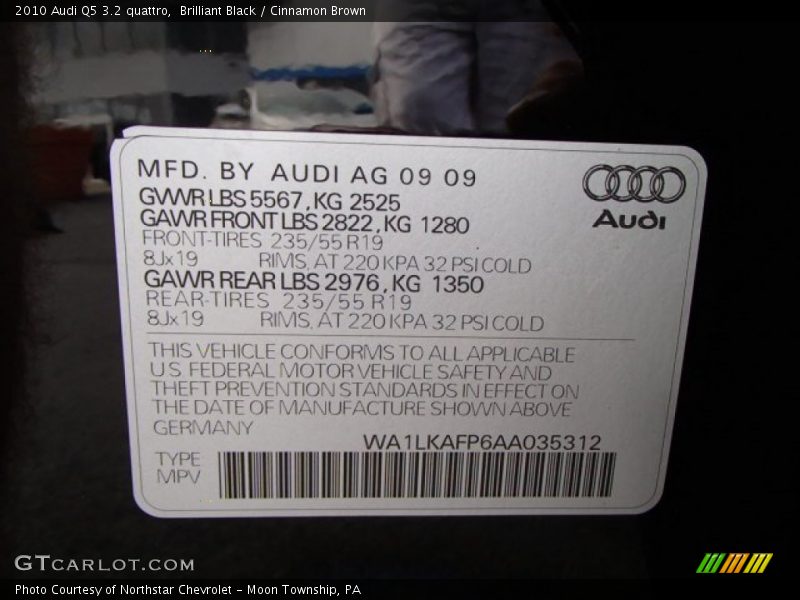 2010 Audi Q5 3.2 quattro,  Brilliant Black / Cinnamon Brown
MFD. BY AUDI AG 09 09
GVWR LBS 5567, KG 2525
GAWR FRONT LBS 2822, KG 1280
FRONT-TIRES 235/55 R19
8Jx19 RIMS, AT 220 KPA 32 PSI COLD
GAWR REAR LBS 2976, KG 1350
REAR-TIRES 235/55 R19
8Jx19 RIMS, AT 220 KPA 32 PSI COLD
Audi
THIS VEHICLE CONFORMS TO ALL APPLICABLE
U.S. FEDERAL MOTOR VEHICLE SAFETY AND
THEFT PREVENTION STANDARDS IN EFFECT ON
THE DATE OF MANUFACTURE SHOWN ABOVE
GERMANY
WA1LKAFP6AA035312
TYPE
MPV
GTCARLOT.COM
Photo Courtesy of Northstar Chevrolet - Moon Township, PA